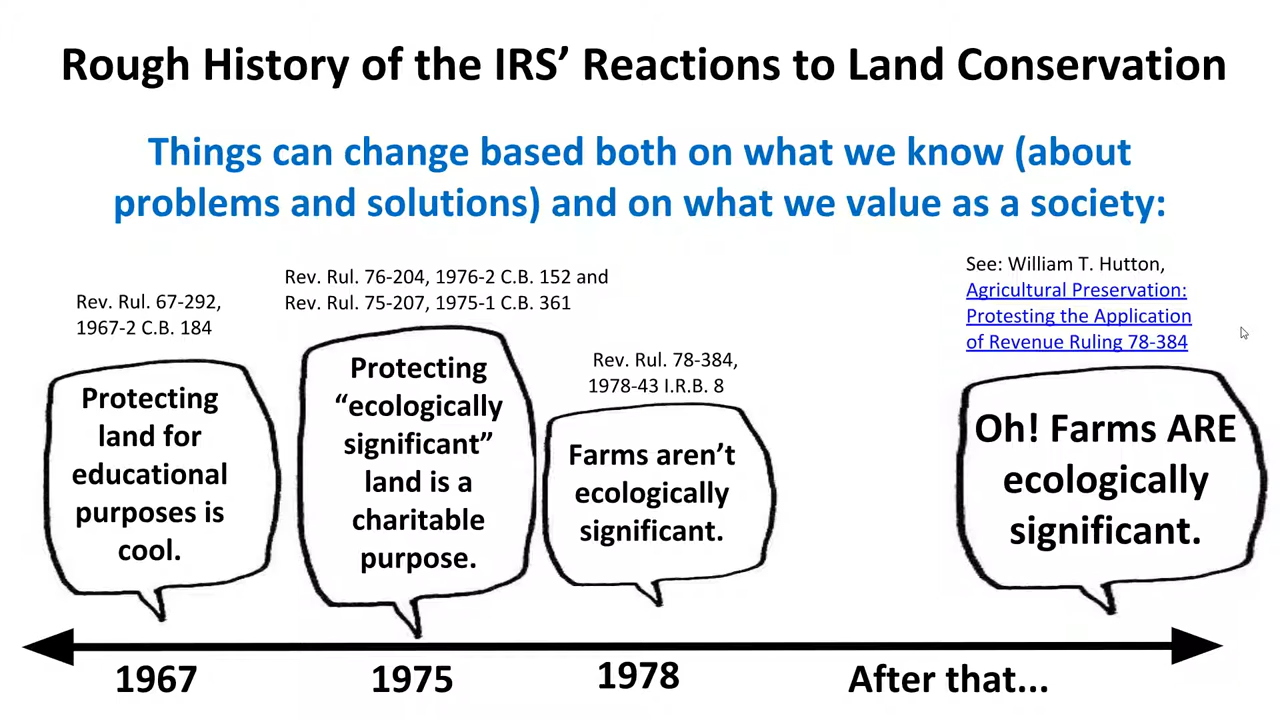 Rough History of the IRS’ Reactions to Land Conservation
Things can change based both on what we know (about
problems and solutions) and on what we value as a society:
Rev. Rul. 67-292,
1967-2 C.B. 184
Protecting
land for
educational
purposes is
cool.
1967
Rev. Rul. 76-204, 1976-2 C.B. 152 and
Rev. Rul. 75-207, 1975-1 C.B. 361
Protecting
“ecologically
significant”
land is a
charitable
purpose.
1975
Rev. Rul. 78-384,
1978-43 I.R.B. 8
Farms aren’t
ecologically
significant.
1978
See: William T. Hutton,
Agricultural Preservation:
Protesting the Application
of Revenue Ruling 78-384
Oh! Farms ARE
ecologically
significant.
After that...